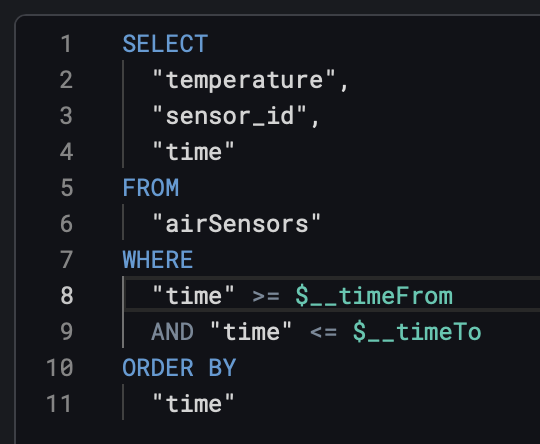 1 SELECT
2 "temperature",
3 "sensor_id",
4 "time"
5 FROM
6 "airSensors"
7 WHERE
8 "time" >= $__timeFrom
9 AND "time" <= $__timeTo
10 ORDER BY
11 "time"